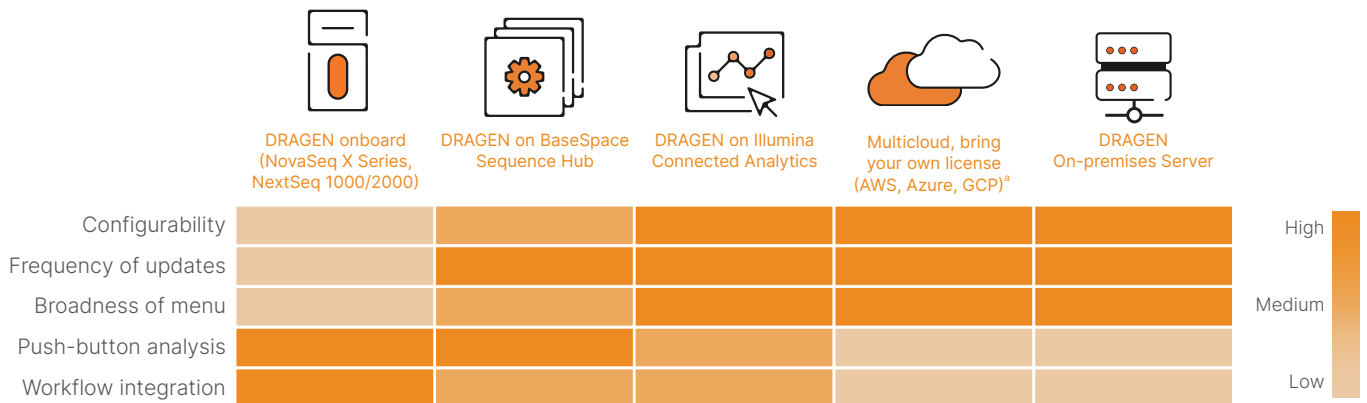 DRAGEN onboard
(NovaSeq X Series,
NextSeq 1000/2000)
DRAGEN on BaseSpace
Sequence Hub
DRAGEN on Illumina
Connected Analytics
Multicloud, bring
your own license
(AWS, Azure, GCP)ᵃ
DRAGEN
On-premises Server
Configurability
Frequency of updates
Broadness of menu
Push-button analysis
Workflow integration
High
Medium
Low